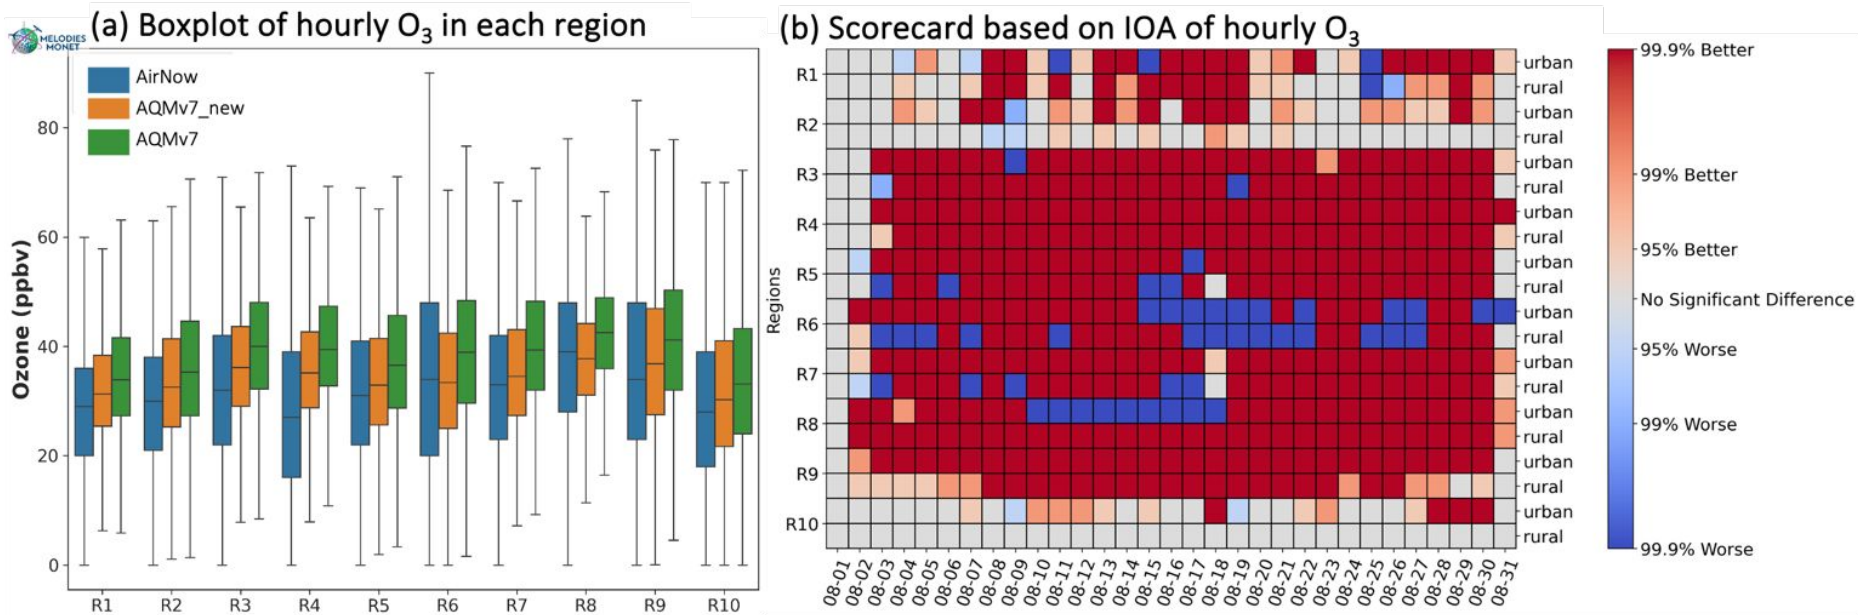 MELODIES
MONET
(a) Boxplot of hourly O₃ in each region
AirNow
AQMv7_new
AQMv7
Ozone (ppbv)
80
60
40
20
0
R1 R2 R3 R4 R5 R6 R7 R8 R9 R10
(b) Scorecard based on IOA of hourly O₃
Regions
R1
urban
rural
R2
urban
rural
R3
urban
rural
R4
urban
rural
R5
urban
rural
R6
urban
rural
R7
urban
rural
R8
urban
rural
R9
urban
rural
R10
urban
rural
08-01 08-02 08-03 08-04 08-05 08-06 08-07 08-08 08-09 08-10 08-11 08-12 08-13 08-14 08-15 08-16 08-17 08-18 08-19 08-20 08-21 08-22 08-23 08-24 08-25 08-26 08-27 08-28 08-29 08-30 08-31
99.9% Better
99% Better
95% Better
No Significant Difference
95% Worse
99% Worse
99.9% Worse